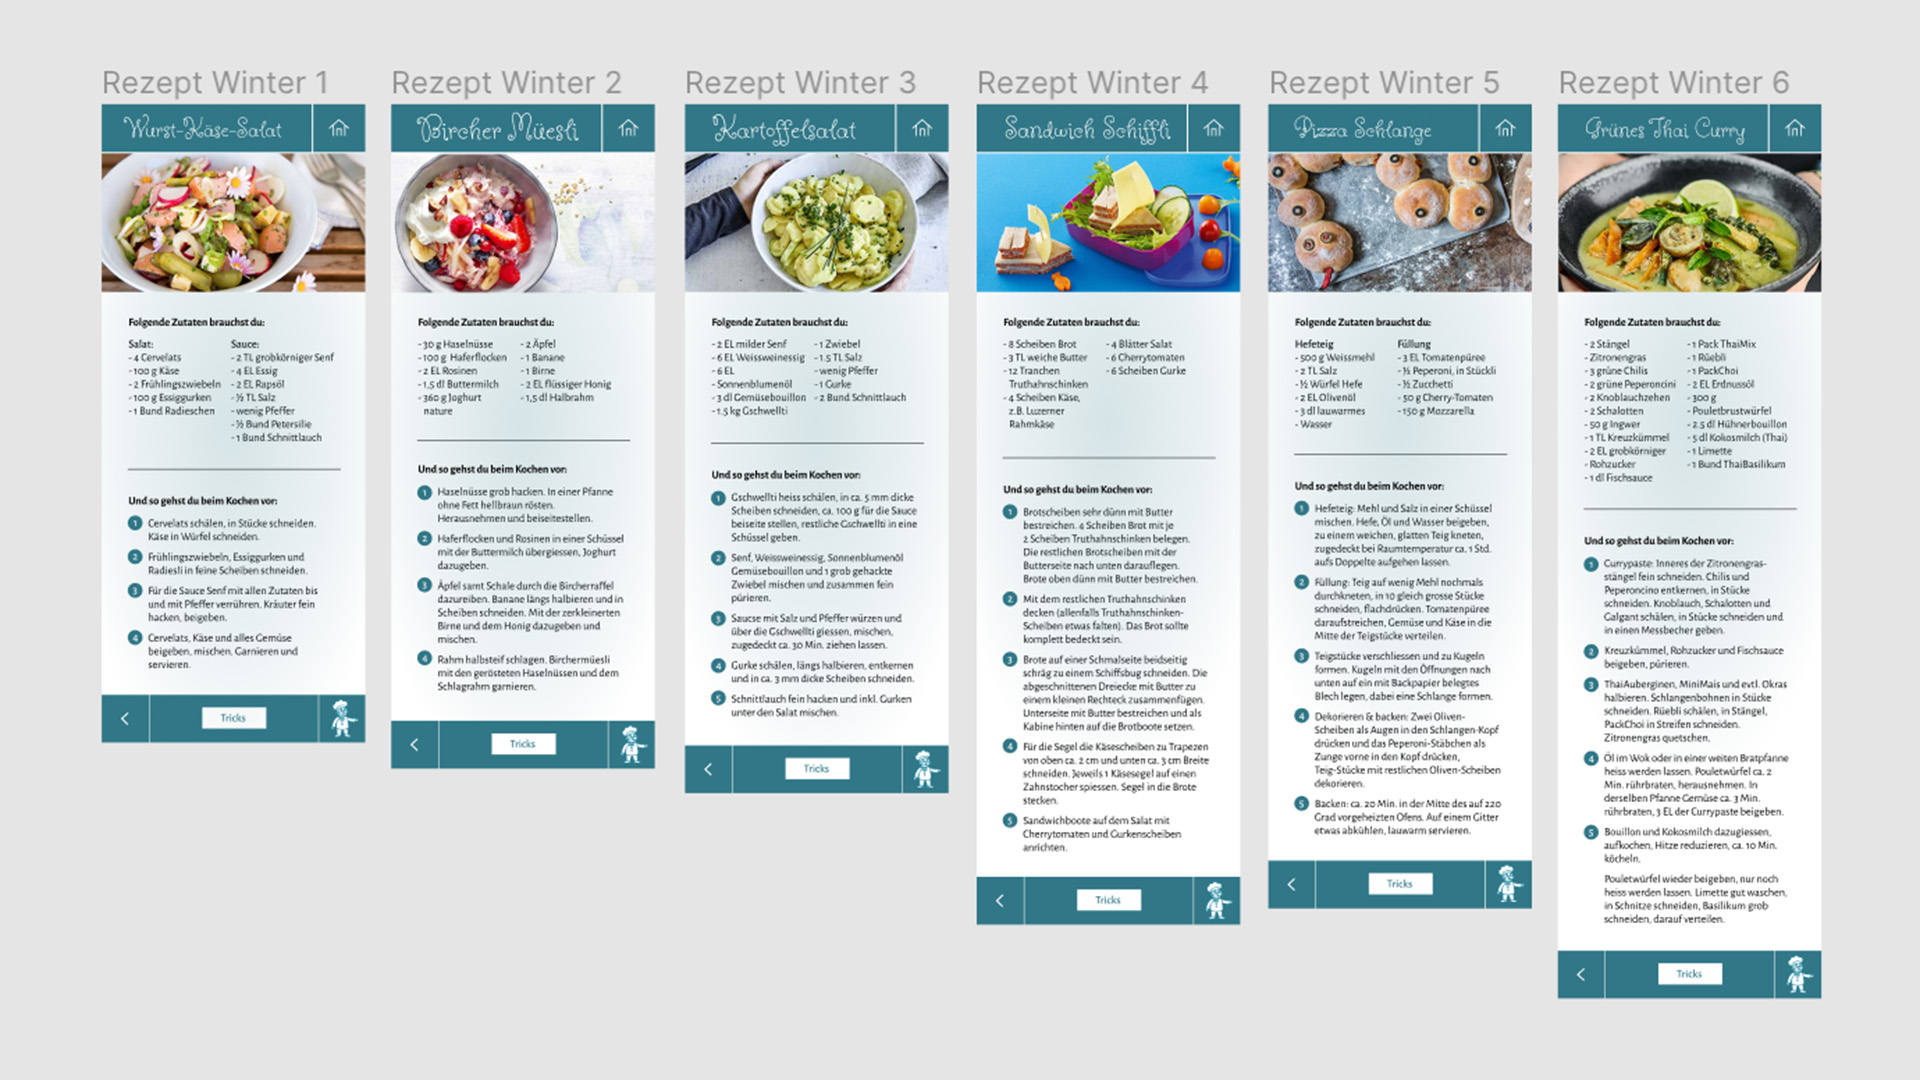 Rezept Winter 1
Wurst-Käse-Salat
Folgende Zutaten brauchst du:
Salat:
- 4 Cervelats
- 100 g Käse
- 2 Frühlingszwiebeln
- 100 g Essiggurken
- 1 Bund Radieschen
Sauce:
- 2 TL grobkörniger Senf
- 4 EL Essig
- 2 EL Rapsöl
- ½ TL Salz
- wenig Pfeffer
- ½ Bund Petersilie
- 1 Bund Schnittlauch
Und so gehst du beim Kochen vor:
1 Cervelats schälen, in Stücke schneiden.
Käse in Würfel schneiden.
2 Frühlingszwiebeln, Essiggurken und
Radiesli in feine Scheiben schneiden.
3 Für die Sauce Senf mit allen Zutaten bis
und mit Pfeffer verrühren. Kräuter fein
hacken, beigeben.
4 Cervelats, Käse und alles Gemüse
beigeben, mischen. Garnieren und
servieren.
Tricks
Rezept Winter 2
Bircher Müesli
Folgende Zutaten brauchst du:
- 30 g Haselnüsse
- 100 g Haferflocken
- 2 EL Rosinen
- 1,5 dl Buttermilch
- 360 g Joghurt
nature
- 2 Äpfel
- 1 Banane
- 1 Birne
- 2 EL flüssiger Honig
- 1,5 dl Halbrahm
Und so gehst du beim Kochen vor:
1 Haselnüsse grob hacken. In einer Pfanne
ohne Fett hellbraun rösten.
Herausnehmen und beiseitestellen.
2 Haferflocken und Rosinen in einer Schüssel
mit der Buttermilch übergiessen, Joghurt
dazugeben.
3 Äpfel samt Schale durch die Bircherraffel
dazureiben. Banane längs halbieren und in
Scheiben schneiden. Mit der zerkleinerten
Birne und dem Honig dazugeben und
mischen.
4 Rahm halbsteif schlagen. Birchermüesli
mit den gerösteten Haselnüssen und dem
Schlagrahm garnieren.
Tricks
Rezept Winter 3
Kartoffelsalat
Folgende Zutaten brauchst du:
- 2 EL milder Senf
- 6 EL Weissweinessig
- 6 EL
- Sonnenblumenöl
- 3 dl Gemüsebouillon
- 1.5 kg Gschwellti
- 1 Zwiebel
- 1.5 TL Salz
- wenig Pfeffer
- 1 Gurke
- 2 Bund Schnittlauch
Und so gehst du beim Kochen vor:
1 Gschwellti heiss schälen, in ca. 5 mm dicke
Scheiben schneiden, ca. 100 g für die Sauce
beiseite stellen, restliche Gschwellti in eine
Schüssel geben.
2 Senf, Weissweinessig, Sonnenblumenöl
Gemüsebouillon und 1 grob gehackte
Zwiebel mischen und zusammen fein
pürieren.
3 Saucse mit Salz und Pfeffer würzen und
über die Gschwellti giessen, mischen,
zugedeckt ca. 30 Min. ziehen lassen.
4 Gurke schälen, längs halbieren, entkernen
und in ca. 3 mm dicke Scheiben schneiden.
5 Schnittlauch fein hacken und inkl. Gurken
unter den Salat mischen.
Tricks
Rezept Winter 4
Sandwich Schiffli
Folgende Zutaten brauchst du:
- 8 Scheiben Brot
- 3 TL weiche Butter
- 12 Tranchen
Truthahnschinken
- 4 Scheiben Käse,
z.B. Luzerner
Rahmkäse
- 4 Blätter Salat
- 6 Cherrytomaten
- 6 Scheiben Gurke
Und so gehst du beim Kochen vor:
1 Brotscheiben sehr dünn mit Butter
bestreichen. 4 Scheiben Brot mit je
2 Scheiben Truthahnschinken belegen.
Die restlichen Brotscheiben mit der
Butterseite nach unten darauflegen.
Brote oben dünn mit Butter bestreichen.
2 Mit dem restlichen Truthahnschinken
decken (allenfalls Truthahnschinken-
Scheiben etwas falten). Das Brot sollte
komplett bedeckt sein.
3 Brote auf einer Schmalseite beidseitig
schräg zu einem Schiffsbug schneiden. Die
abgeschnittenen Dreiecke mit Butter zu
einem kleinen Rechteck zusammenfügen.
Unterseite mit Butter bestreichen und als
Kabine hinten auf die Brotboote setzen.
4 Für die Segel die Käsescheiben zu Trapezen
von oben ca. 2 cm und unten ca. 3 cm Breite
schneiden. Jeweils 1 Käsesegel auf einen
Zahnstocher spiessen. Segel in die Brote
stecken.
5 Sandwichboote auf dem Salat mit
Cherrytomaten und Gurkenscheiben
anrichten.
Tricks
Rezept Winter 5
Pizza Schlange
Folgende Zutaten brauchst du:
Hefeteig
- 500 g Weissmehl
- 2 TL Salz
- ½ Würfel Hefe
- 2 EL Olivenöl
- 3 dl lauwarmes
- Wasser
Füllung
- 3 EL Tomatenpüree
- ½ Peperoni, in Stückli
- ½ Zucchetti
- 50 g Cherry-Tomaten
- 150 g Mozzarella
Und so gehst du beim Kochen vor:
1 Hefeteig: Mehl und Salz in einer Schüssel
mischen. Hefe, Öl und Wasser beigeben,
zu einem weichen, glatten Teig kneten,
zugedeckt bei Raumtemperatur ca. 1 Std.
aufs Doppelte aufgehen lassen.
2 Füllung: Teig auf wenig Mehl nochmals
durchkneten, in 10 gleich grosse Stücke
schneiden, flachdrücken. Tomatenpüree
daraufstreichen, Gemüse und Käse in die
Mitte der Teigstücke verteilen.
3 Teigstücke verschliessen und zu Kugeln
formen. Kugeln mit den Öffnungen nach
unten auf ein mit Backpapier belegtes
Blech legen, dabei eine Schlange formen.
4 Dekorieren & backen: Zwei Oliven-
Scheiben als Augen in den Schlangen-Kopf
drücken und das Peperoni-Stäbchen als
Zunge vorne in den Kopf drücken,
Teig-Stücke mit restlichen Oliven-Scheiben
dekorieren.
5 Backen: ca. 20 Min. in der Mitte des auf 220
Grad vorgeheizten Ofens. Auf einem Gitter
etwas abkühlen, lauwarm servieren.
Tricks
Rezept Winter 6
Grünes Thai Curry
Folgende Zutaten brauchst du:
- 2 Stängel
- Zitronengras
- 3 grüne Chilis
- 2 grüne Peperoncini
- 2 Knoblauchzehen
- 2 Schalotten
- 50 g Ingwer
- 1 TL Kreuzkümmel
- 2 EL grobkörniger
- Rohzucker
- 1 dl Fischsauce
- 1 Pack ThaiMix
- 1 Rüebli
- 1 PackChoi
- 2 EL Erdnussöl
- 300 g
- Pouletbrustwürfel
- 2.5 dl Hühnerbouillon
- 5 dl Kokosmilch (Thai)
- 1 Limette
- 1 Bund ThaiBasilikum
Und so gehst du beim Kochen vor:
1 Currypaste: Inneres der Zitronengras-
stängel fein schneiden. Chilis und
Peperoncino entkernen, in Stücke
schneiden. Knoblauch, Schalotten und
Galgant schälen, in Stücke schneiden und
in einen Messbecher geben.
2 Kreuzkümmel, Rohzucker und Fischsauce
beigeben, pürieren.
3 ThaiAuberginen, MiniMais und evtl. Okras
halbieren. Schlangenbohnen in Stücke
schneiden. Rüebli schälen, in Stängel,
PackChoi in Streifen schneiden.
Zitronengras quetschen.
4 Öl im Wok oder in einer weiten Bratpfanne
heiss werden lassen. Pouletwürfel ca. 2
Min. rührbraten, herausnehmen. In
derselben Pfanne Gemüse ca. 3 Min.
rührbraten, 3 EL der Currypaste beigeben.
5 Bouillon und Kokosmilch dazugiessen,
aufkochen, Hitze reduzieren, ca. 10 Min.
köcheln.
Pouletwürfel wieder beigeben, nur noch
heiss werden lassen. Limette gut waschen,
in Schnitze schneiden, Basilikum grob
schneiden, darauf verteilen.
Tricks